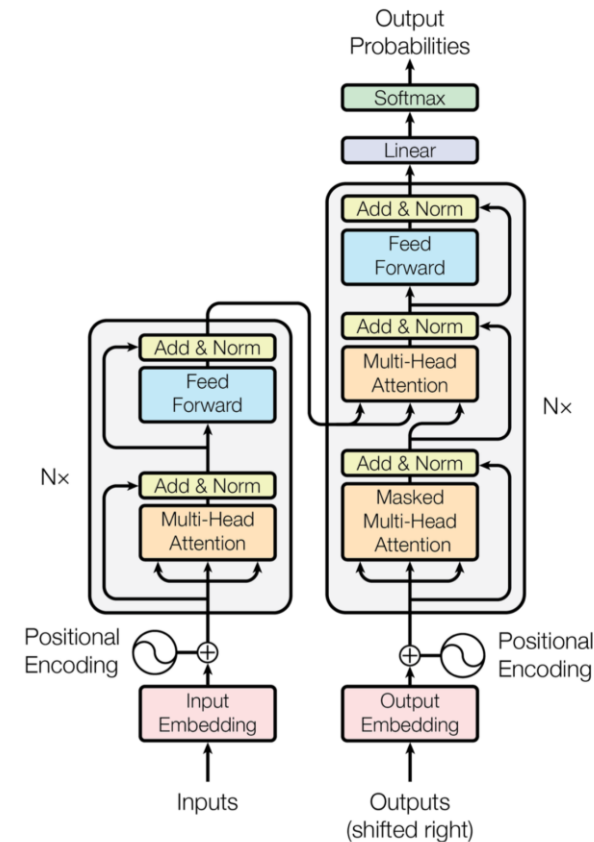 Output
Probabilities
Softmax
Linear
Add & Norm
Feed
Forward
Add & Norm
Multi-Head
Attention
Nx
Add & Norm
Masked
Multi-Head
Attention
Add & Norm
Feed
Forward
Nx
Add & Norm
Multi-Head
Attention
Positional
Encoding
Positional
Encoding
Input
Embedding
Output
Embedding
Inputs
Outputs
(shifted right)